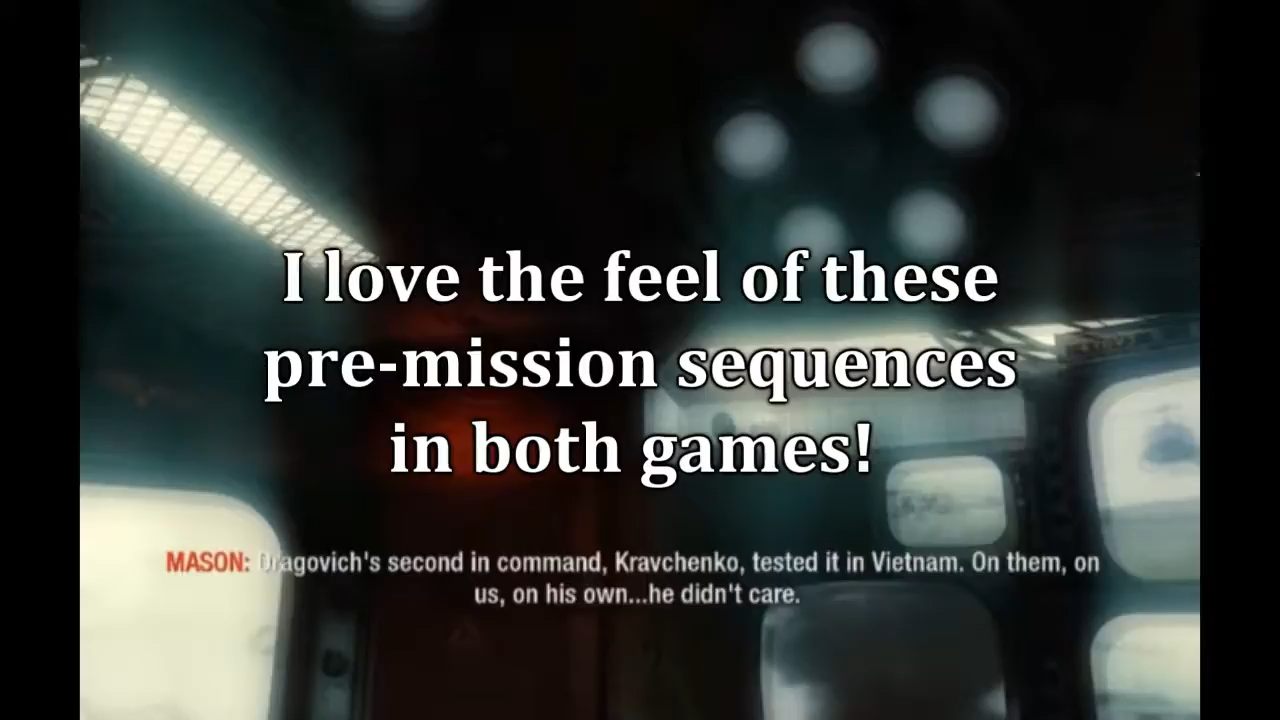 I love the feel of these
pre-mission sequences
in both games!
MASON: Dragovich's second in command, Kravchenko, tested it in Vietnam. On them, on
us, on his own...he didn't care.